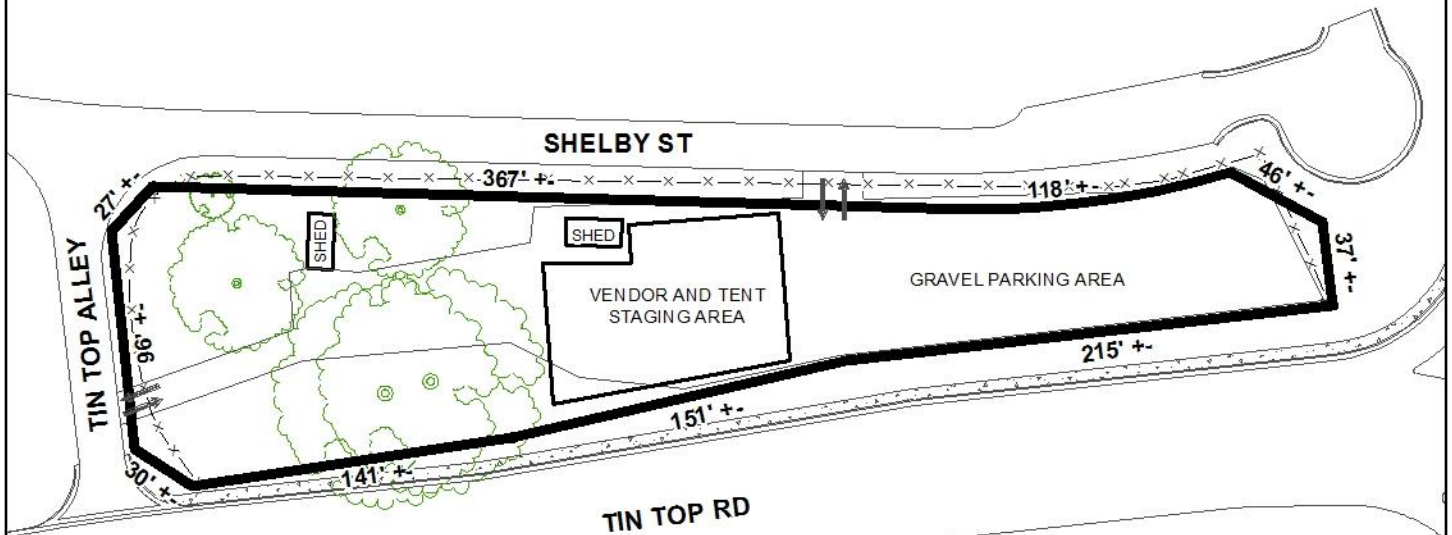 SHELBY ST
367' +-
118' +-
46' +-
27' +-
37' +-
SHED
SHED
GRAVEL PARKING AREA
VENDOR AND TENT
STAGING AREA
TIN TOP ALLEY
96' +-
215' +-
151' +-
141' +-
30' +-
TIN TOP RD